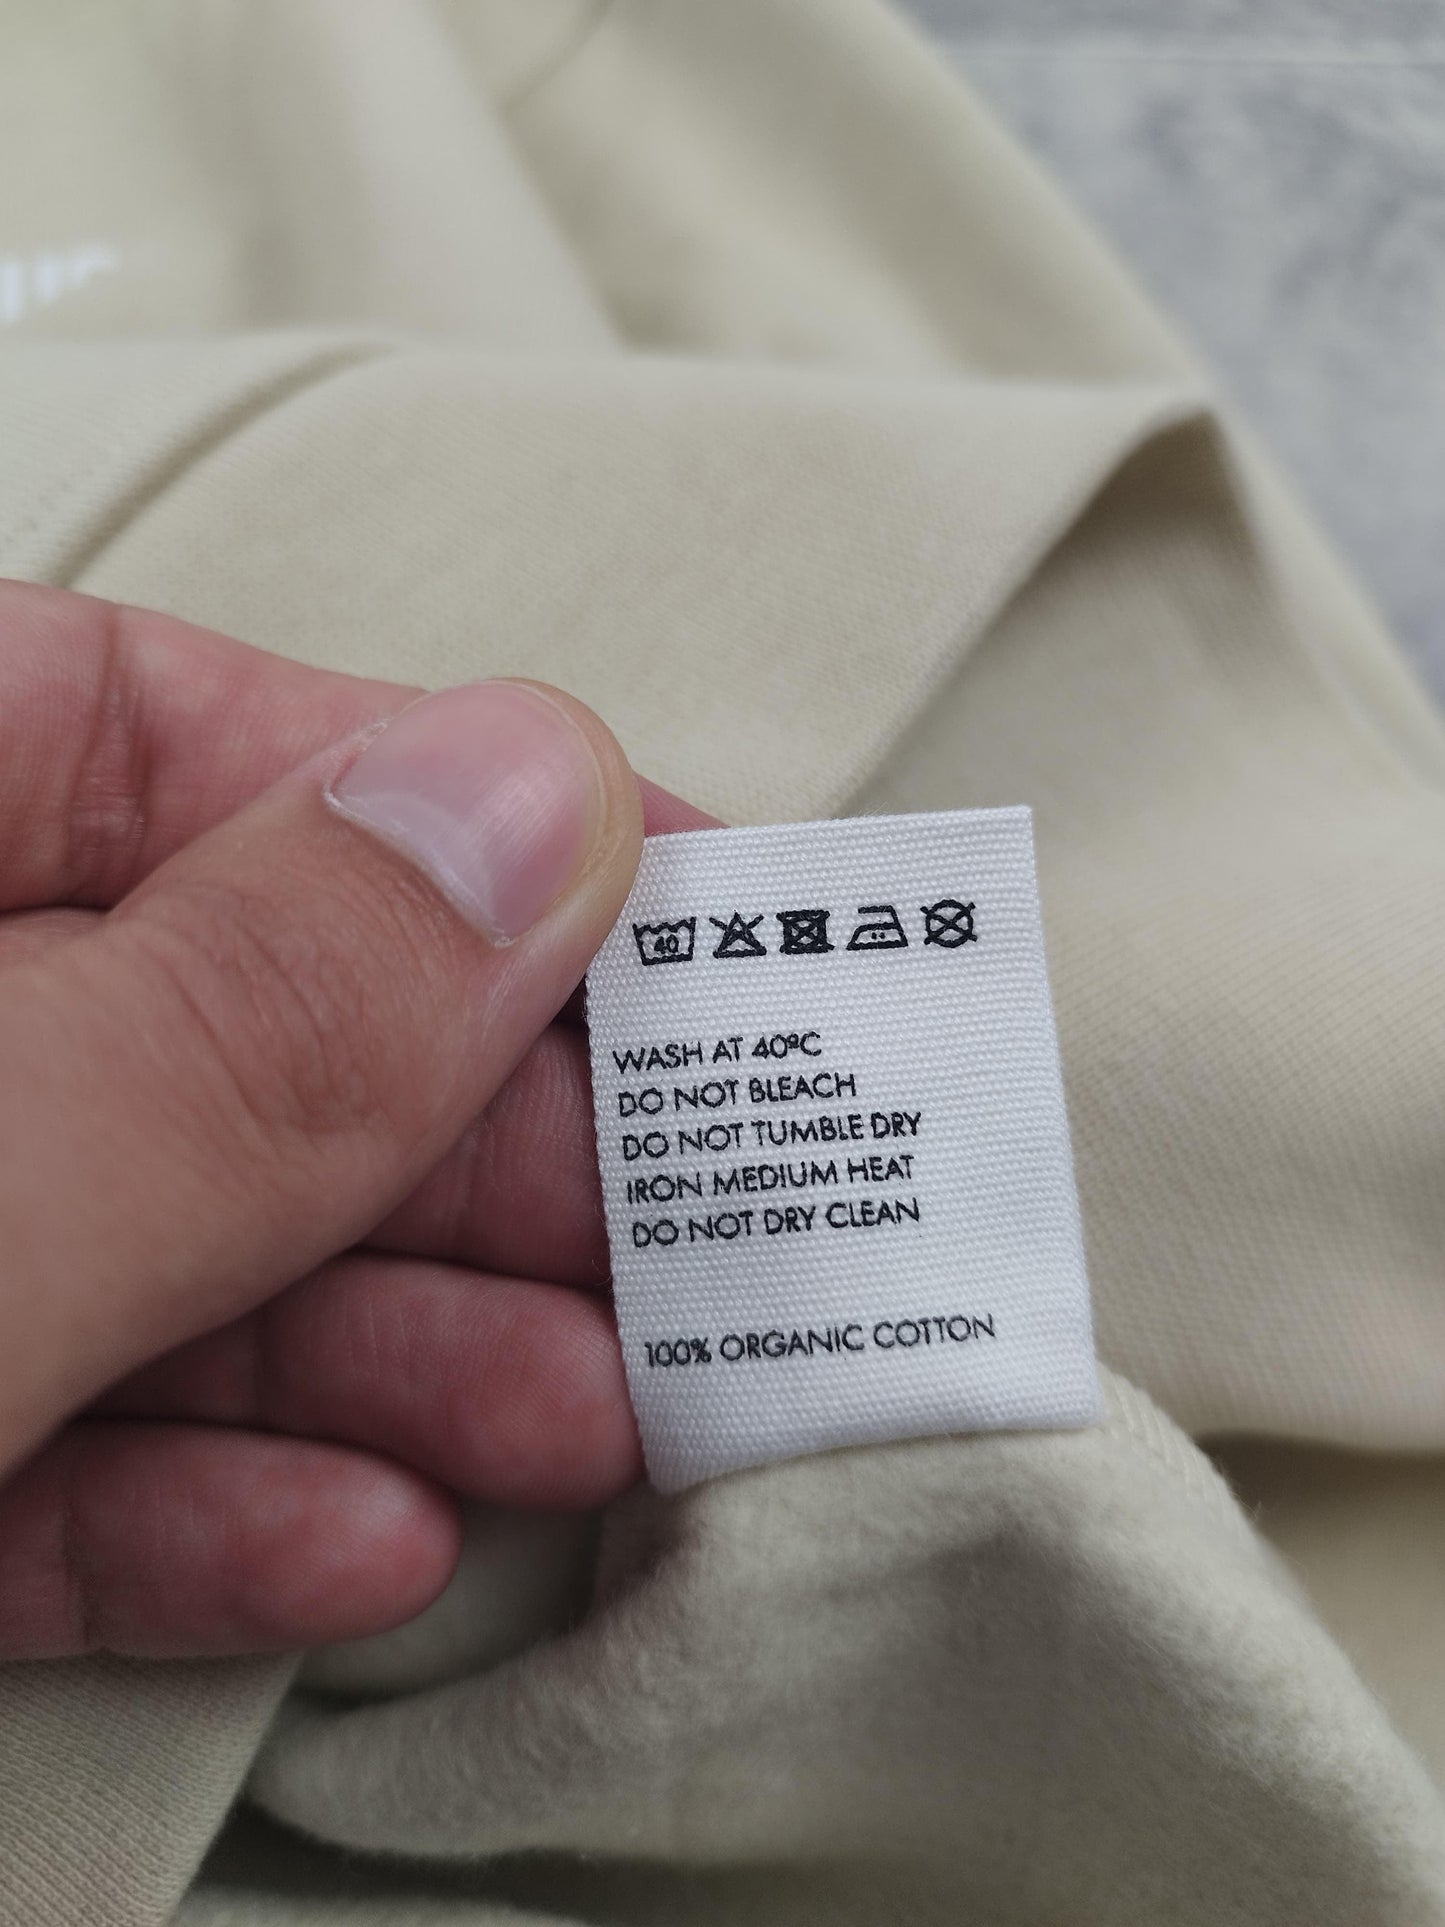 40
WASH AT 40ºC
DO NOT BLEACH
DO NOT TUMBLE DRY
IRON MEDIUM HEAT
DO NOT DRY CLEAN
100% ORGANIC COTTON